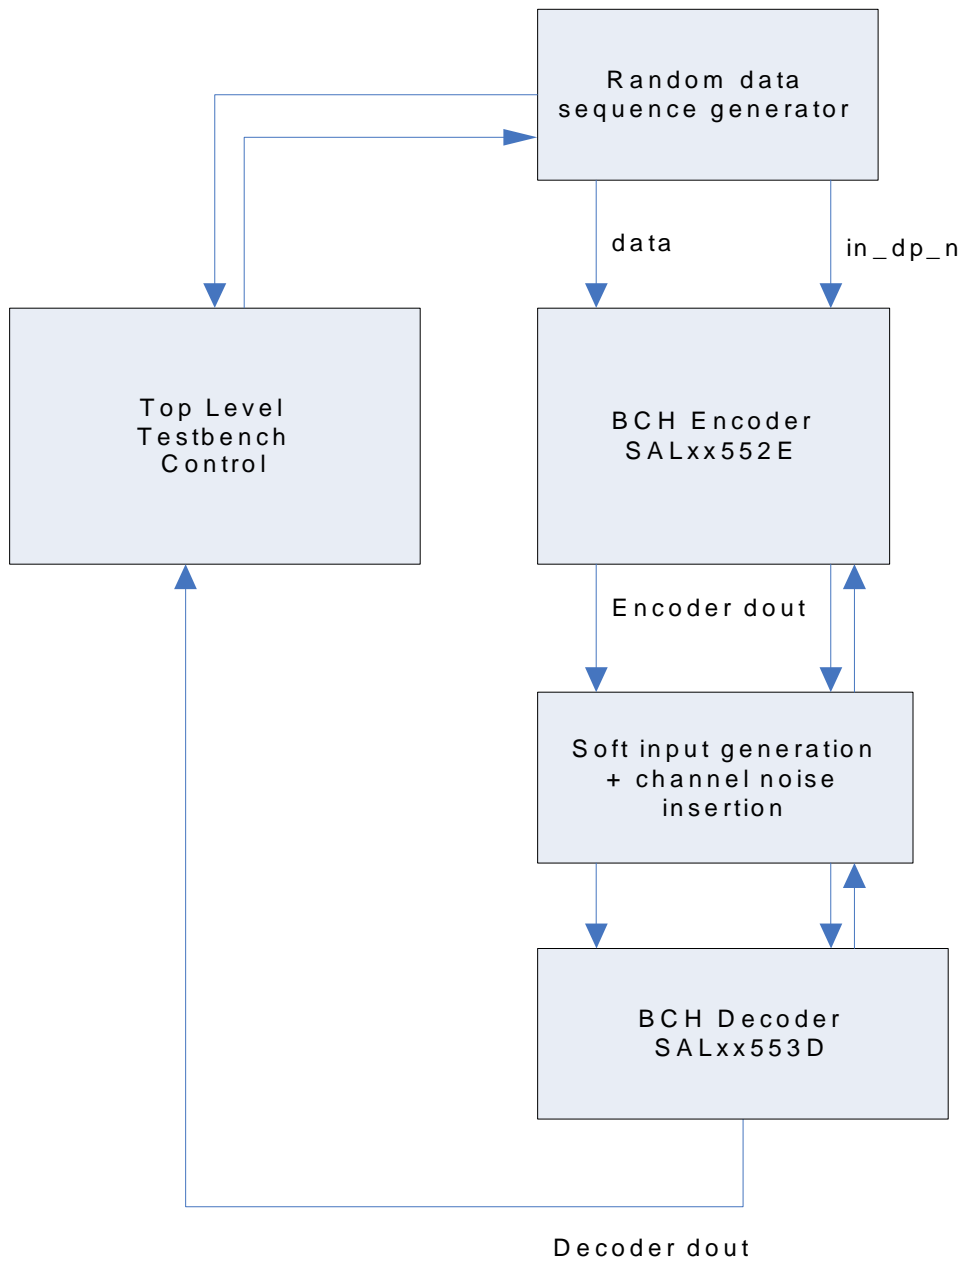 Random data
sequence generator
data
in_dp_n
Top Level
Testbench
Control
BCH Encoder
SALxx552E
Encoder dout
Soft input generation
+ channel noise
insertion
BCH Decoder
SALxx553D
Decoder dout